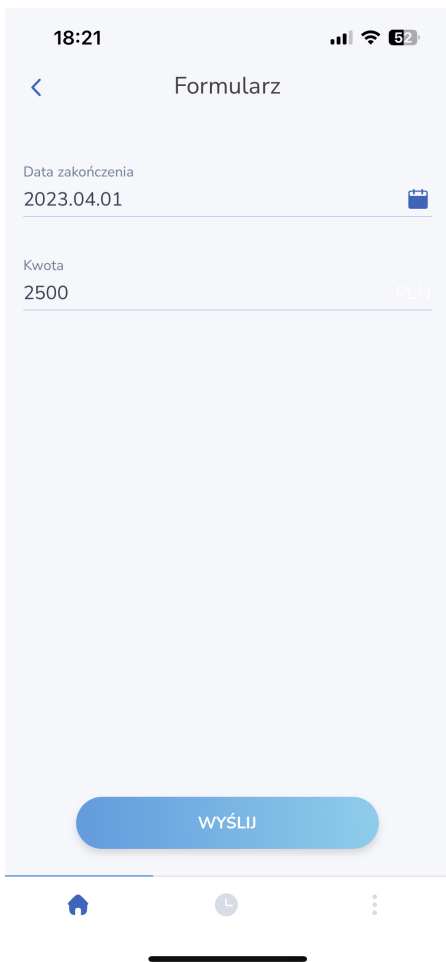 18:21
52
Formularz
Data zakończenia
2023.04.01
Kwota
2500 PLN
WYŚLIJ